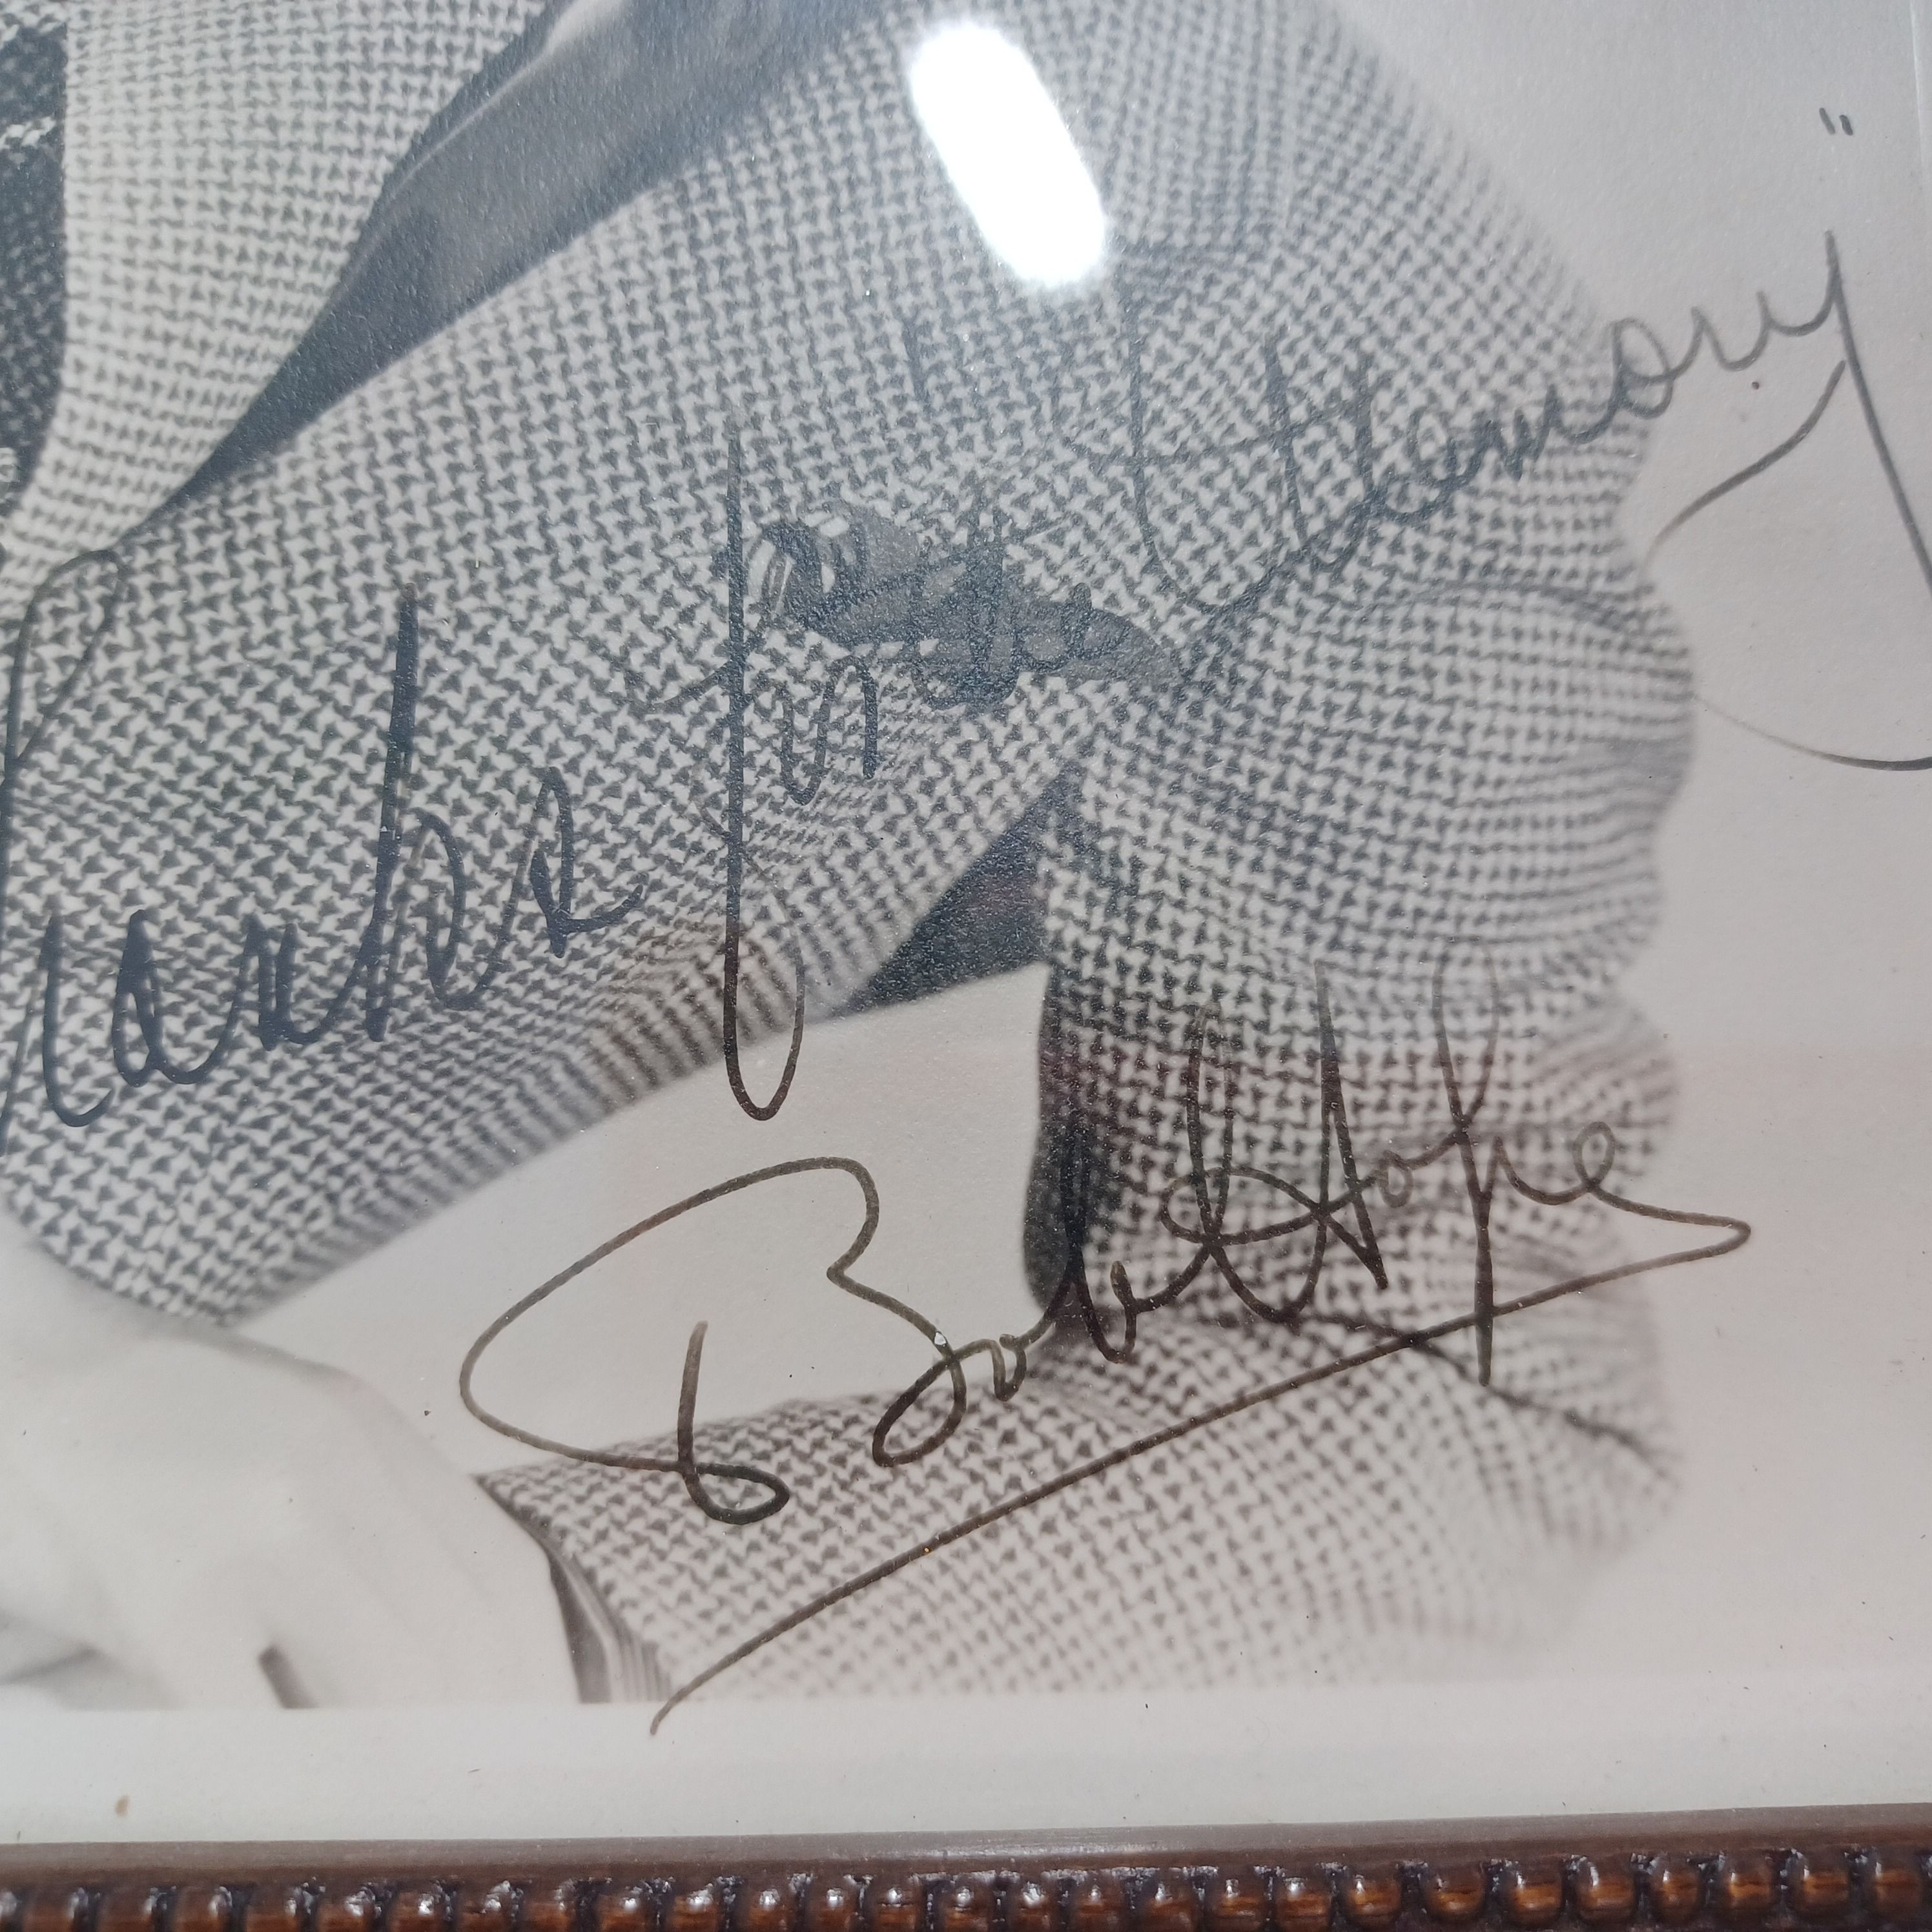 Thanks for the Memory"
Bob Hope